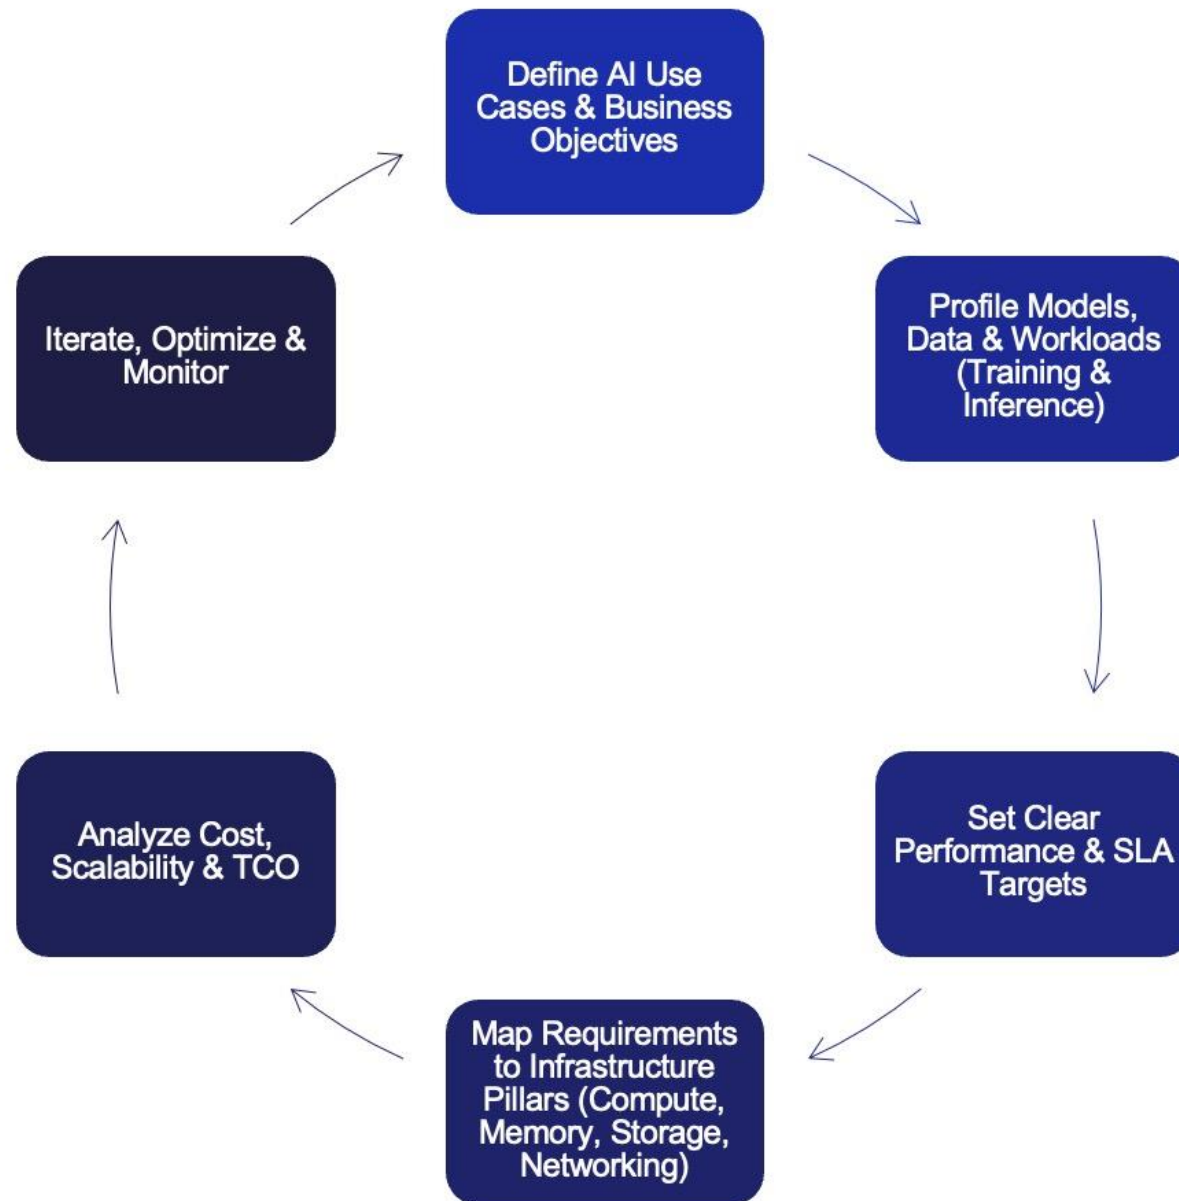 Define AI Use
Cases & Business
Objectives
Profile Models,
Data & Workloads
(Training &
Inference)
Set Clear
Performance & SLA
Targets
Map Requirements
to Infrastructure
Pillars (Compute,
Memory, Storage,
Networking)
Analyze Cost,
Scalability & TCO
Iterate, Optimize &
Monitor